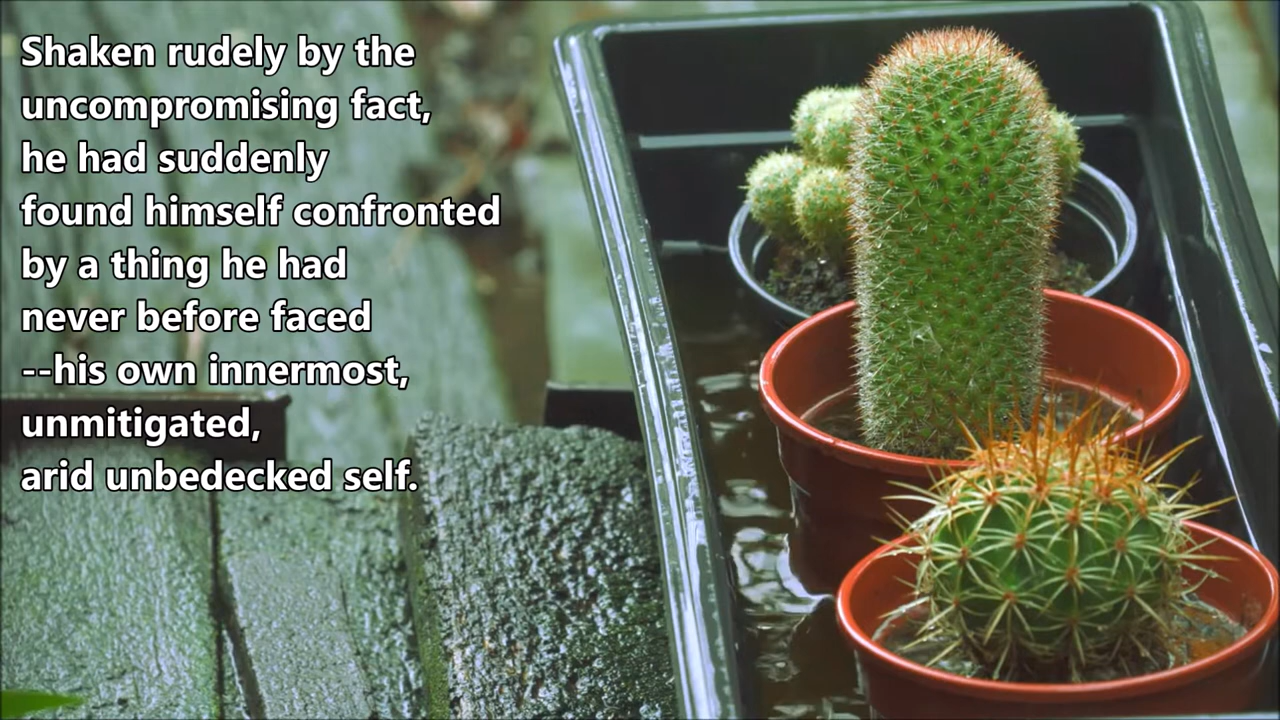 Shaken rudely by the
uncompromising fact,
he had suddenly
found himself confronted
by a thing he had
never before faced
--his own innermost,
unmitigated,
arid unbedecked self.